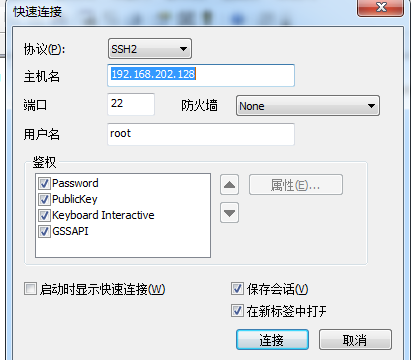 快速连接
协议(P): SSH2
主机名 192.168.202.128
端口 22 防火墙 None
用户名 root
鉴权
Password
PublicKey
Keyboard Interactive
GSSAPI
属性(E)...
启动时显示快速连接(W) 保存会话(V)
在新标签中打开
连接 取消